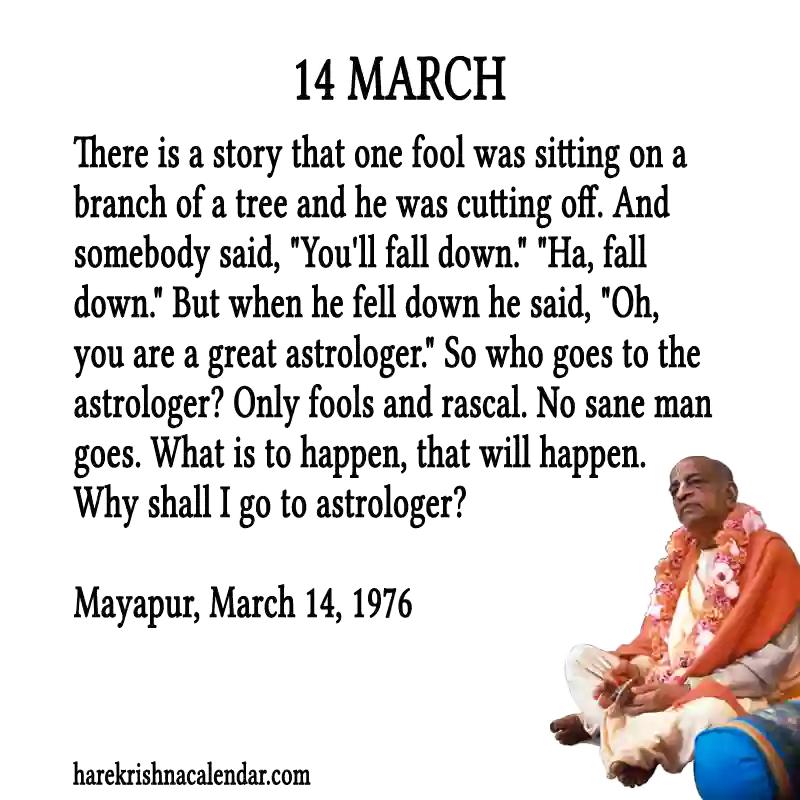 14 MARCH
There is a story that one fool was sitting on a
branch of a tree and he was cutting off. And
somebody said, "You'll fall down." "Ha, fall
down." But when he fell down he said, "Oh,
you are a great astrologer." So who goes to the
astrologer? Only fools and rascal. No sane man
goes. What is to happen, that will happen.
Why shall I go to astrologer?
Mayapur, March 14, 1976
harekrishnacalendar.com